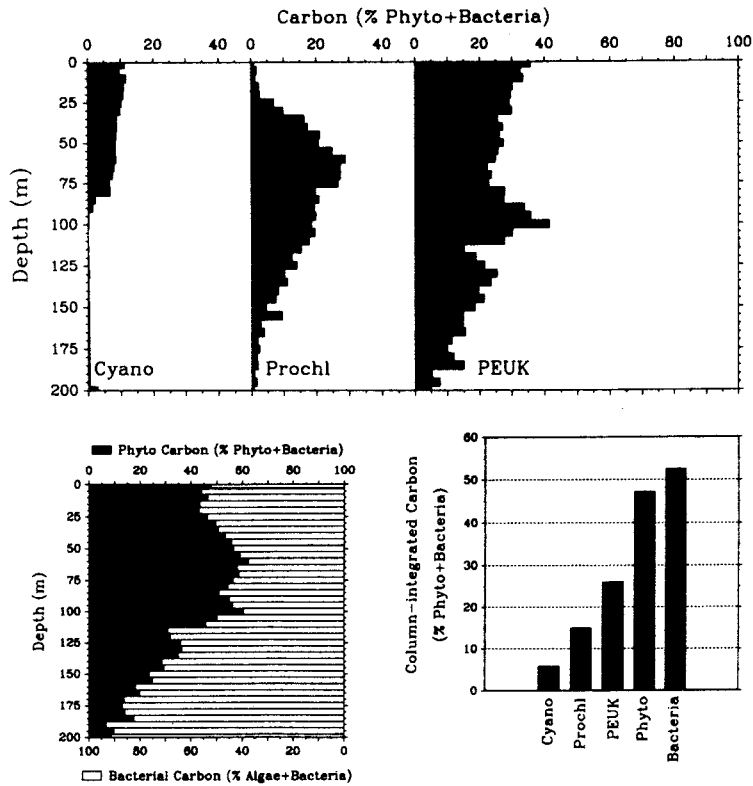 Carbon (% Phyto+Bacteria)
0 20 40 0 20 40 0 20 40 60 80 100
Depth (m)
0
25
50
75
100
125
150
175
200
Cyano
Prochl
PEUK
Phyto Carbon (% Phyto+Bacteria)
0 20 40 60 80 100
Depth (m)
0
25
50
75
100
125
150
175
200
100 80 60 40 20 0
Bacterial Carbon (% Algae+Bacteria)
Column-integrated Carbon
(% Phyto+Bacteria)
60
50
40
30
20
10
0
Cyano
Prochl
PEUK
Phyto
Bacteria